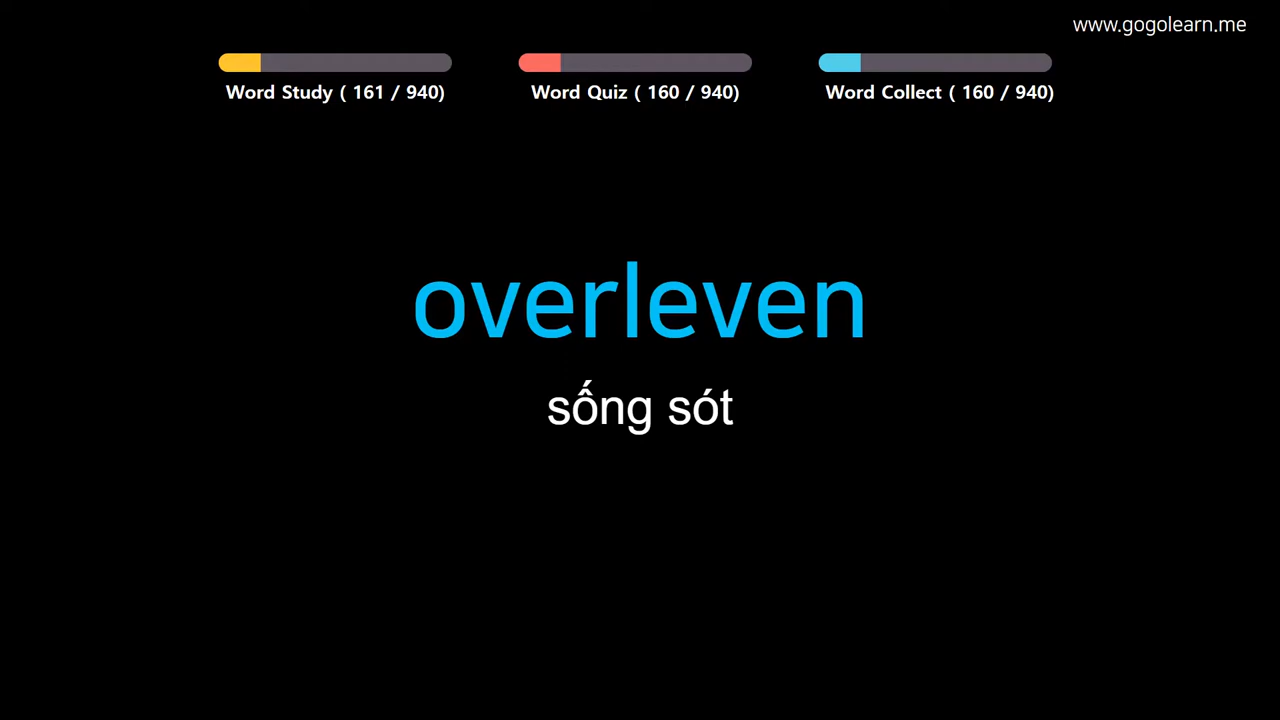 www.gogolearn.me
Word Study ( 161 / 940)
Word Quiz ( 160 / 940)
Word Collect ( 160 / 940)
overleven
sống sót